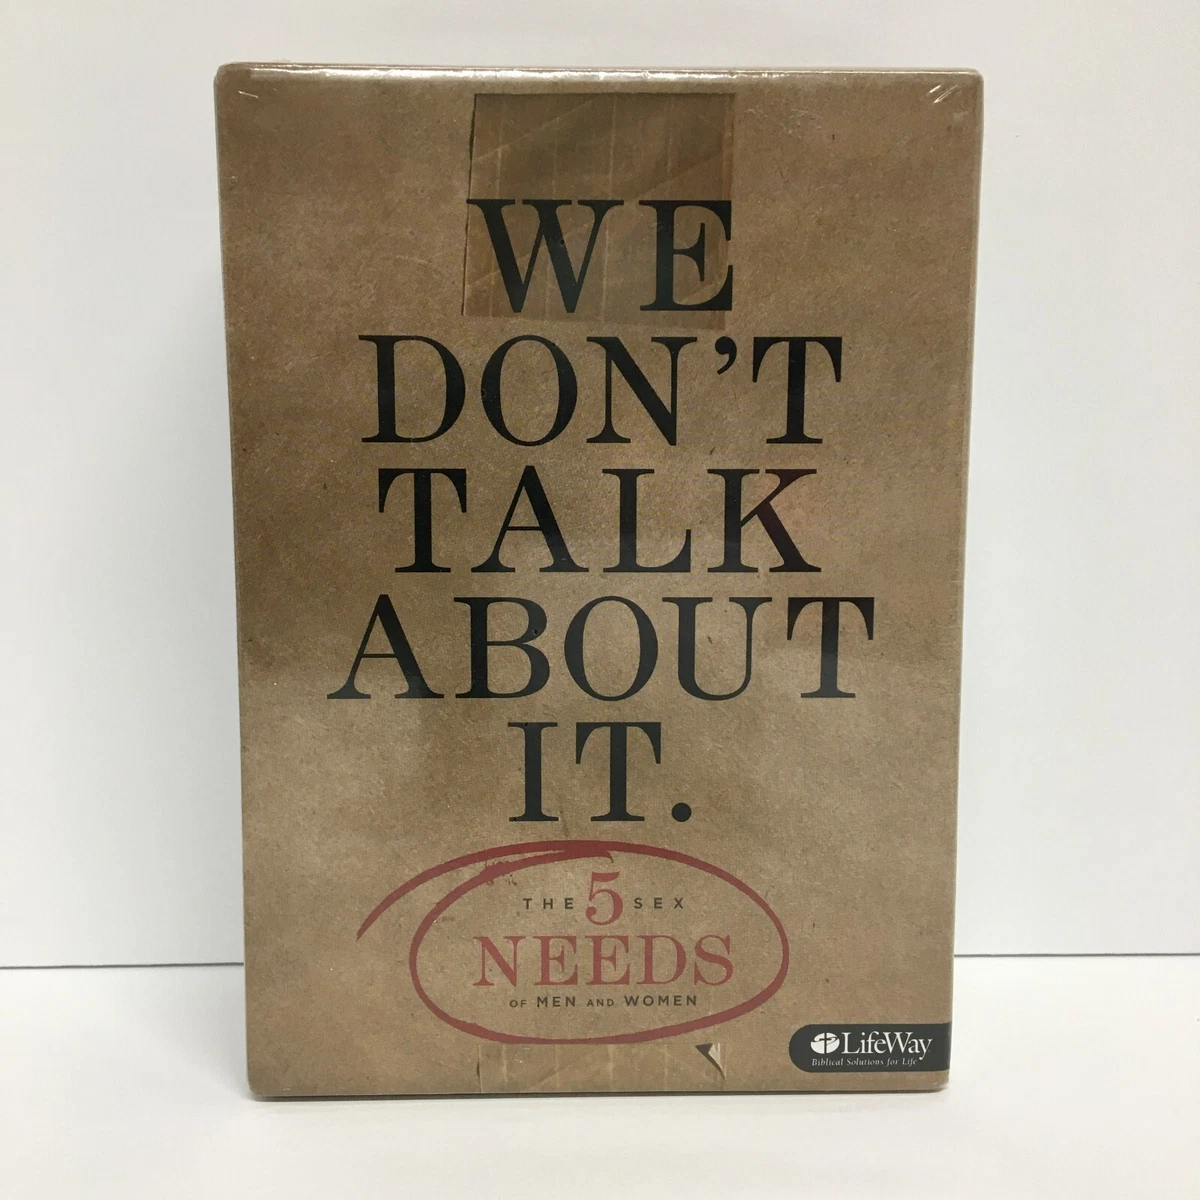 WE
DON'T
TALK
ABOUT
IT.
THE 5 SEX
NEEDS
OF MEN AND WOMEN
LifeWay
Biblical Solutions for Life